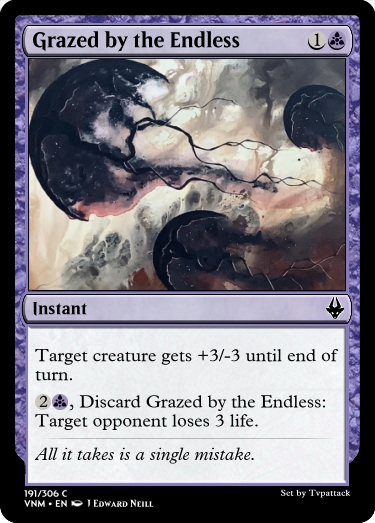 Grazed by the Endless 1
Instant
Target creature gets +3/-3 until end of
turn.
2, Discard Grazed by the Endless:
Target opponent loses 3 life.
All it takes is a single mistake.
191/306 C
Set by Tvpattack
VNM • EN J Edward Neill